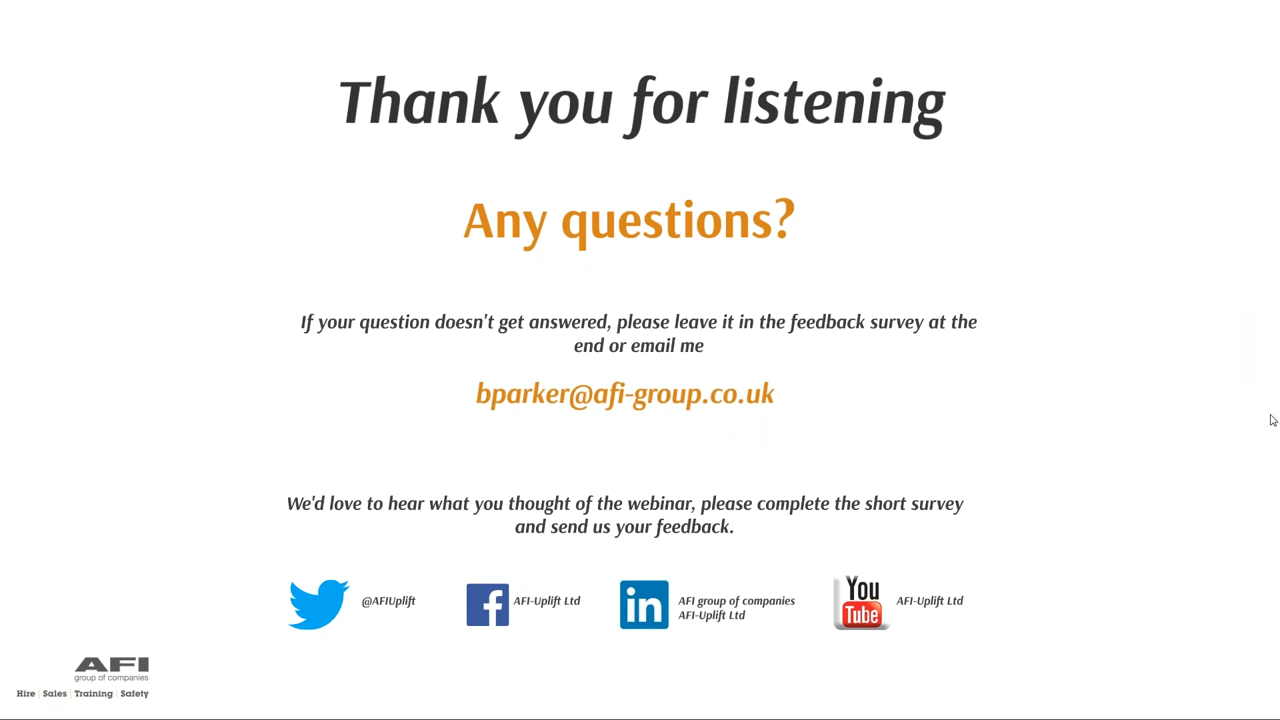 Thank you for listening
Any questions?
If your question doesn't get answered, please leave it in the feedback survey at the
end or email me
bparker@afi-group.co.uk
We'd love to hear what you thought of the webinar, please complete the short survey
and send us your feedback.
@AFIUplift
f
AFI-Uplift Ltd
in
AFI group of companies
AFI-Uplift Ltd
You
Tube
AFI-Uplift Ltd
AFI
group of companies
Hire | Sales | Training | Safety